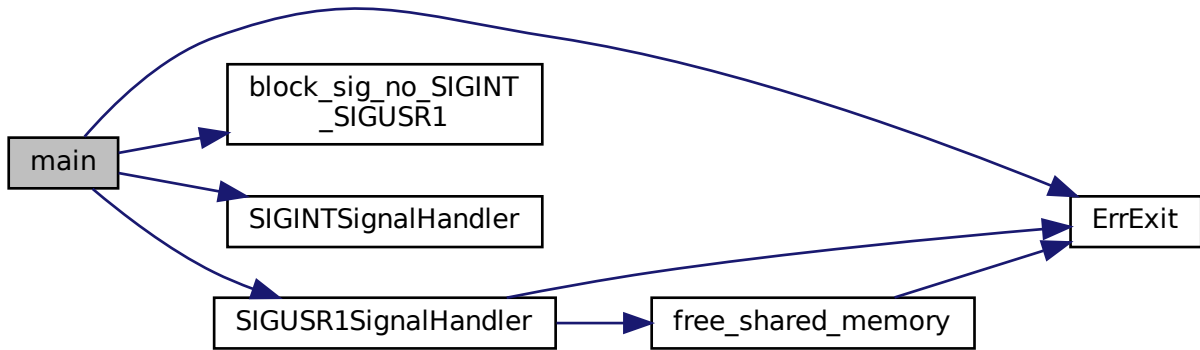 block_sig_no_SIGINT
_SIGUSR1
main
SIGINTSignalHandler
ErrExit
SIGUSR1SignalHandler
free_shared_memory